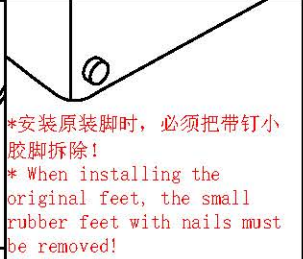 *安装原装脚时，必须把带钉小
胶脚拆除！
* When installing the
original feet, the small
rubber feet with nails must
be removed!